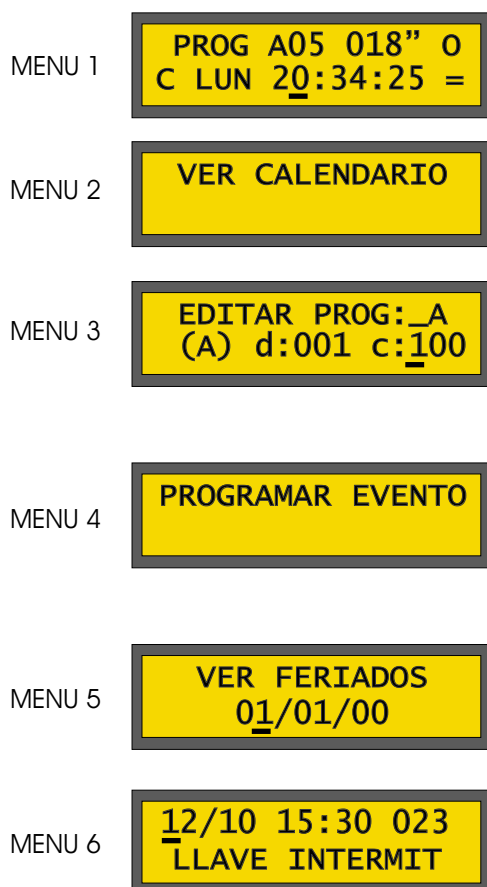 MENU 1
PROG A05 018” O
C LUN 20:34:25 =
MENU 2
VER CALENDARIO
MENU 3
EDITAR PROG:_A
(A) d:001 c:100
MENU 4
PROGRAMAR EVENTO
MENU 5
VER FERIADOS
01/01/00
MENU 6
12/10 15:30 023
LLAVE INTERMIT